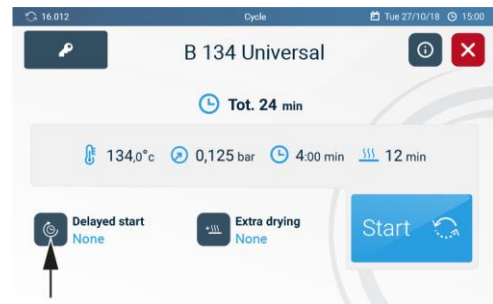 16.012 Cycle Tue 27/10/18 15:00
B 134 Universal
Tot. 24 min
134,0°c 0,125 bar 4:00 min 12 min
Delayed start
None
Extra drying
None
Start